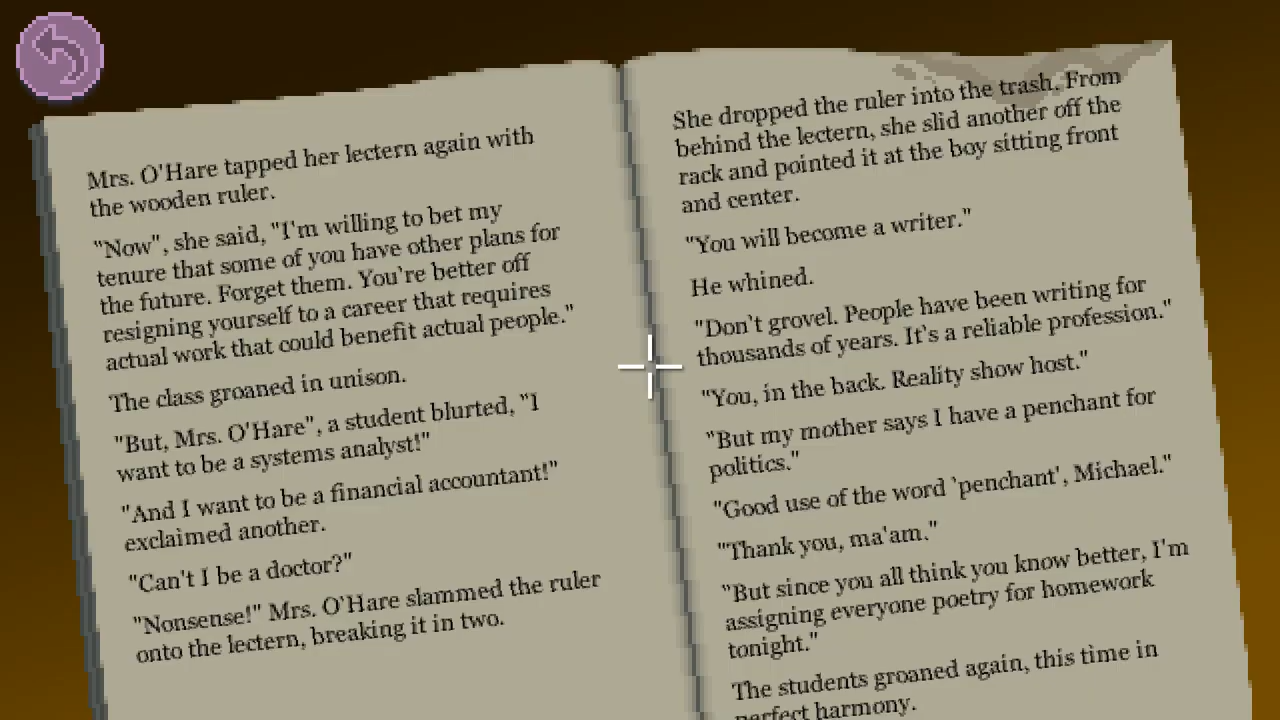 Mrs. O'Hare tapped her lectern again with
the wooden ruler.
"Now", she said, "I'm willing to bet my
tenure that some of you have other plans for
the future. Forget them. You're better off
resigning yourself to a career that requires
actual work that could benefit actual people."
The class groaned in unison.
"But, Mrs. O'Hare", a student blurted, "I
want to be a systems analyst!"
"And I want to be a financial accountant!"
exclaimed another.
"Can't I be a doctor?"
"Nonsense!" Mrs. O'Hare slammed the ruler
onto the lectern, breaking it in two.
She dropped the ruler into the trash. From
behind the lectern, she slid another off the
rack and pointed it at the boy sitting front
and center.
"You will become a writer."
He whined.
"Don't grovel. People have been writing for
thousands of years. It's a reliable profession."
"You, in the back. Reality show host."
"But my mother says I have a penchant for
politics."
"Good use of the word `penchant', Michael."
"Thank you, ma'am."
"But since you all think you know better, I'm
assigning everyone poetry for homework
tonight."
The students groaned again, this time in
perfect harmony.